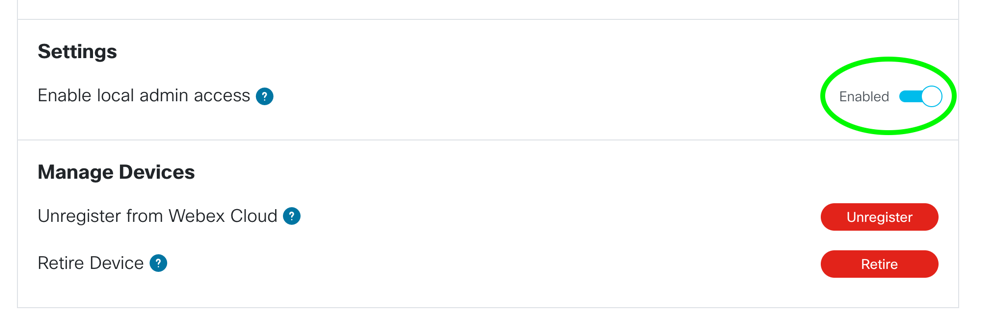 Settings
Enable local admin access ?
Enabled
Manage Devices
Unregister from Webex Cloud ?
Unregister
Retire Device ?
Retire